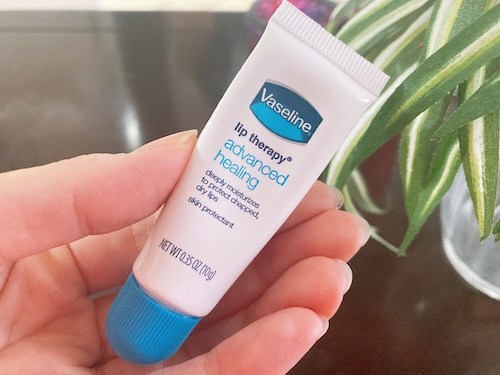 Vaseline
lip therapy®
advanced
healing
deeply moisturizes
to protect chapped,
dry lips
skin protectant
NET WT 0.35 OZ (10g)